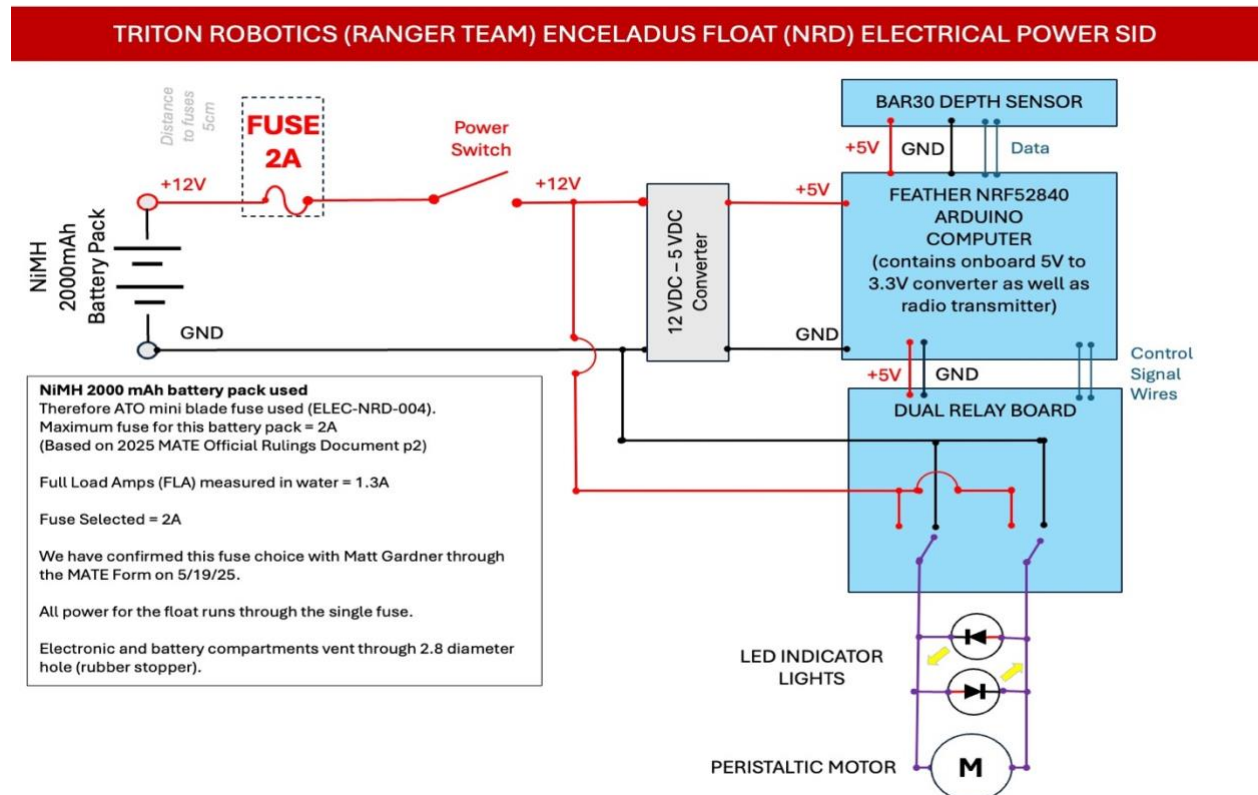 TRITON ROBOTICS (RANGER TEAM) ENCELADUS FLOAT (NRD) ELECTRICAL POWER SID
Distance
to fuses
5cm
FUSE
2A
Power
Switch
+12V
+12V
NiMH
2000mAh
Battery Pack
GND
12 VDC – 5 VDC
Converter
+5V
GND
BAR30 DEPTH SENSOR
+5V
GND
Data
FEATHER NRF52840
ARDUINO
COMPUTER
(contains onboard 5V to
3.3V converter as well as
radio transmitter)
+5V
GND
Control
Signal
Wires
DUAL RELAY BOARD
NiMH 2000 mAh battery pack used
Therefore ATO mini blade fuse used (ELEC-NRD-004).
Maximum fuse for this battery pack = 2A
(Based on 2025 MATE Official Rulings Document p2)
Full Load Amps (FLA) measured in water = 1.3A
Fuse Selected = 2A
We have confirmed this fuse choice with Matt Gardner through
the MATE Form on 5/19/25.
All power for the float runs through the single fuse.
Electronic and battery compartments vent through 2.8 diameter
hole (rubber stopper).
LED INDICATOR
LIGHTS
PERISTALTIC MOTOR
M